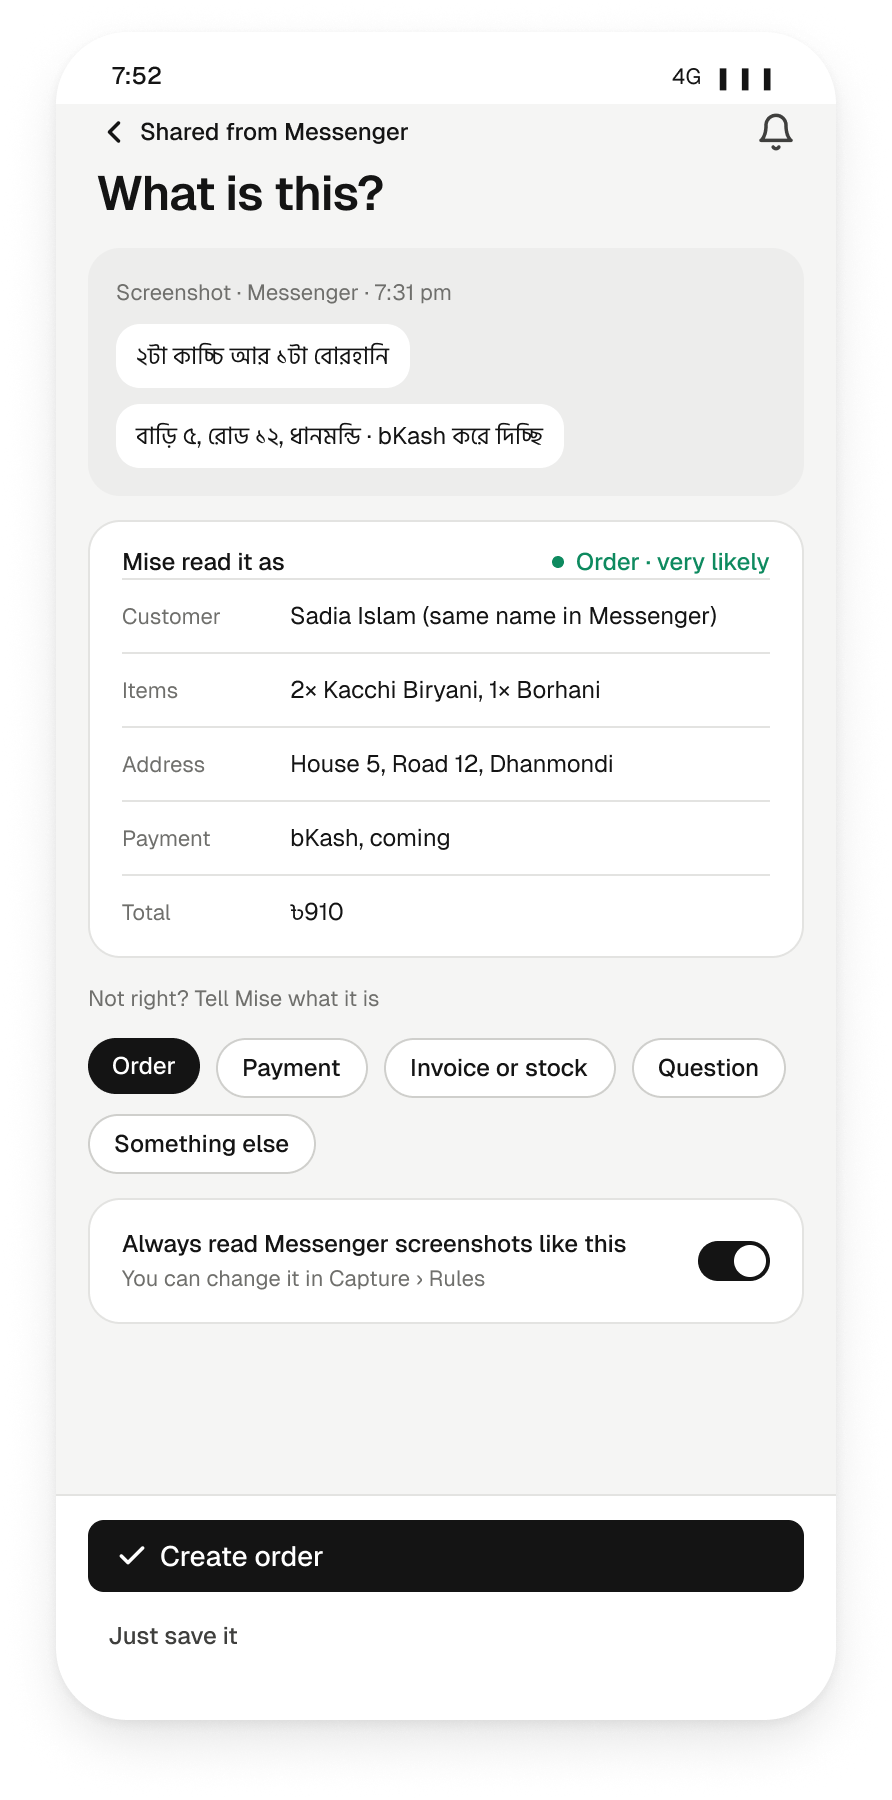 7:52
4G
Shared from Messenger
What is this?
Screenshot · Messenger · 7:31 pm
২টা কাচ্চি আর ১টা বোরহানি
বাড়ি ৫, রোড ১২, ধানমন্ডি · bKash করে দিচ্ছি
Mise read it as
Order · very likely
Customer Sadia Islam (same name in Messenger)
Items 2× Kacchi Biryani, 1× Borhani
Address House 5, Road 12, Dhanmondi
Payment bKash, coming
Total ৳910
Not right? Tell Mise what it is
Order Payment Invoice or stock Question
Something else
Always read Messenger screenshots like this
You can change it in Capture › Rules
Create order
Just save it